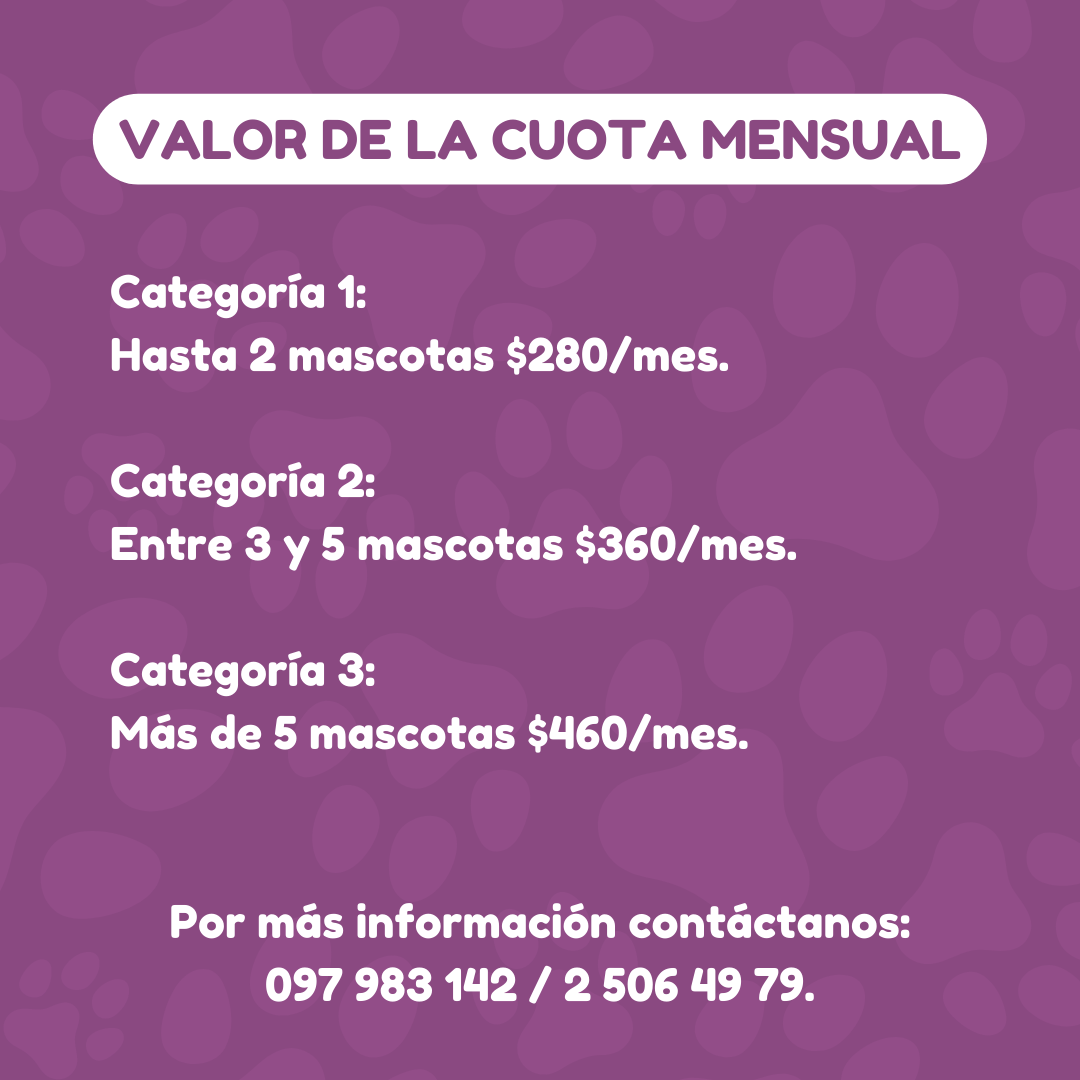 VALOR DE LA CUOTA MENSUAL
Categoría 1:
Hasta 2 mascotas $280/mes.
Categoría 2:
Entre 3 y 5 mascotas $360/mes.
Categoría 3:
Más de 5 mascotas $460/mes.
Por más información contáctanos:
097 983 142 / 2 506 49 79.